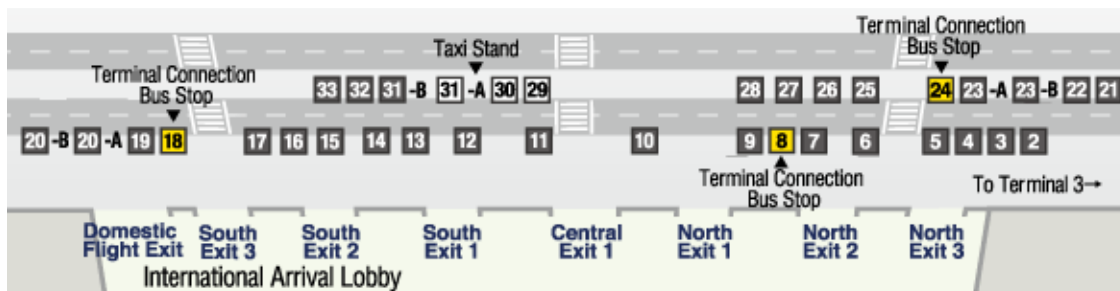 Terminal Connection
Bus Stop
Taxi Stand
Terminal Connection
Bus Stop
33 32 31 -B 31 -A 30 29 28 27 26 25 24 23 -A 23 -B 22 21
20 -B 20 -A 19 18 17 16 15 14 13 12 11 10 9 8 7 6 5 4 3 2
Terminal Connection
Bus Stop
To Terminal 3→
Domestic
Flight Exit
South
Exit 3
South
Exit 2
South
Exit 1
Central
Exit 1
North
Exit 1
North
Exit 2
North
Exit 3
International Arrival Lobby